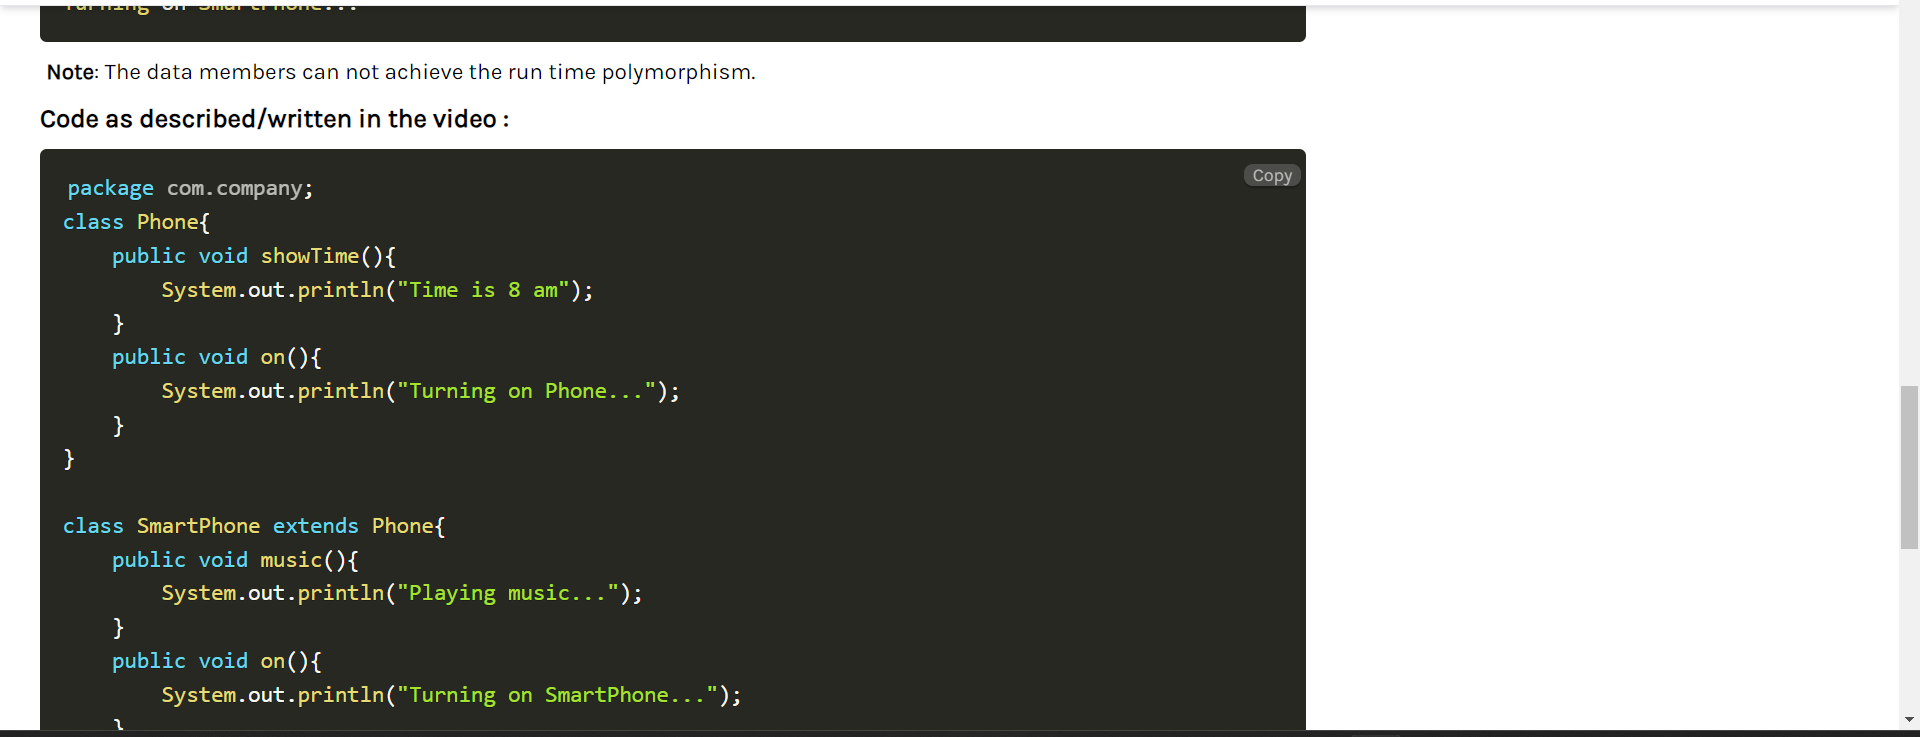 Turning on SmartPhone...
Note: The data members can not achieve the run time polymorphism.
Code as described/written in the video :
Copy
package com.company;
class Phone{
    public void showTime(){
        System.out.println("Time is 8 am");
    }
    public void on(){
        System.out.println("Turning on Phone...");
    }
}
class SmartPhone extends Phone{
    public void music(){
        System.out.println("Playing music...");
    }
    public void on(){
        System.out.println("Turning on SmartPhone...");
    }